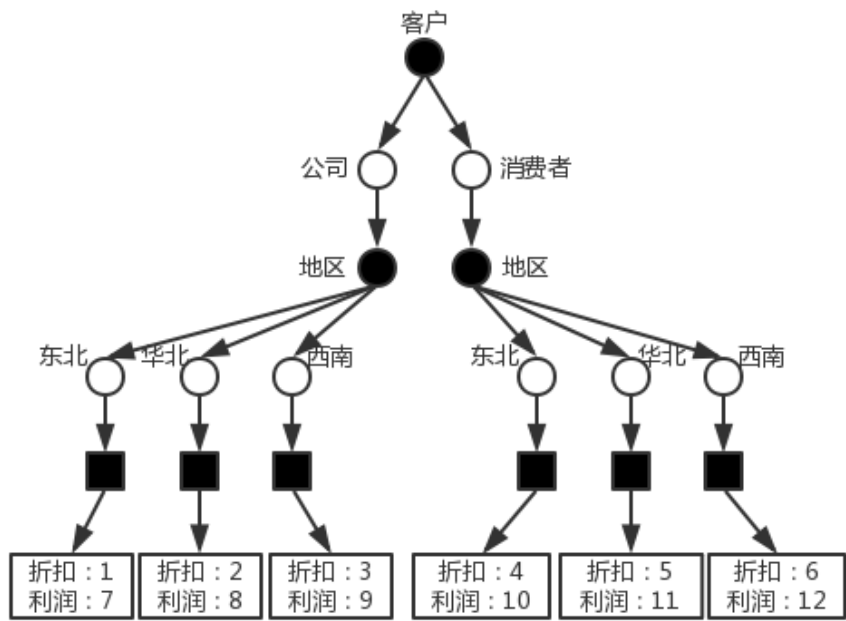 客户
公司
消费者
地区
地区
东北
华北
西南
东北
华北
西南
折扣：1
利润：7
折扣：2
利润：8
折扣：3
利润：9
折扣：4
利润：10
折扣：5
利润：11
折扣：6
利润：12